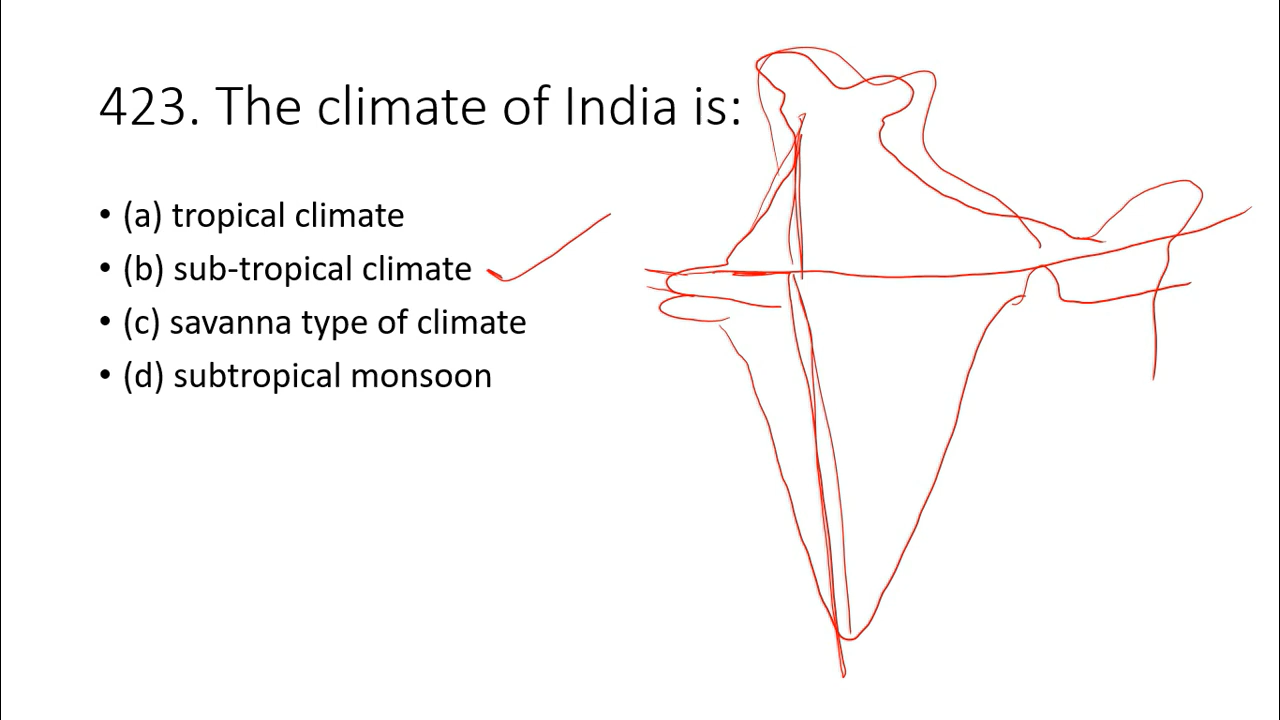 423. The climate of India is:
• (a) tropical climate
• (b) sub-tropical climate
• (c) savanna type of climate
• (d) subtropical monsoon